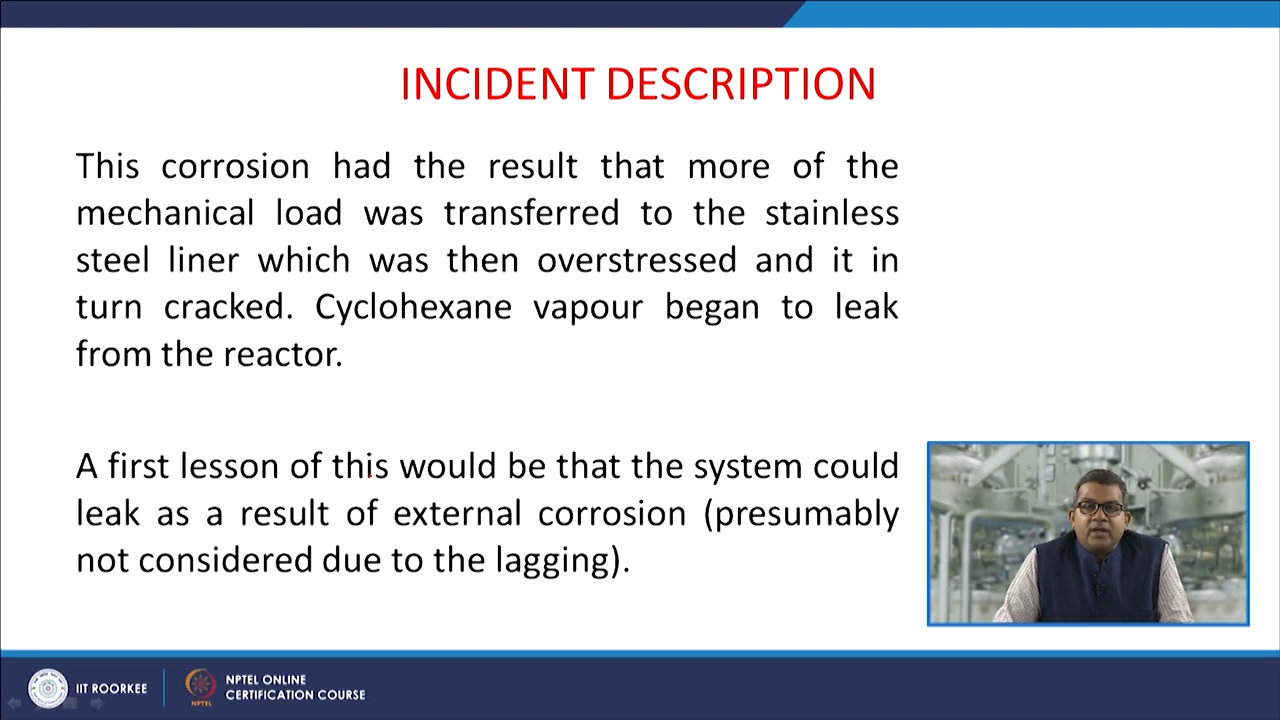 INCIDENT DESCRIPTION
This corrosion had the result that more of the
mechanical load was transferred to the stainless
steel liner which was then overstressed and it in
turn cracked. Cyclohexane vapour began to leak
from the reactor.
A first lesson of this would be that the system could
leak as a result of external corrosion (presumably
not considered due to the lagging).
IIT ROORKEE
NPTEL
NPTEL ONLINE
CERTIFICATION COURSE